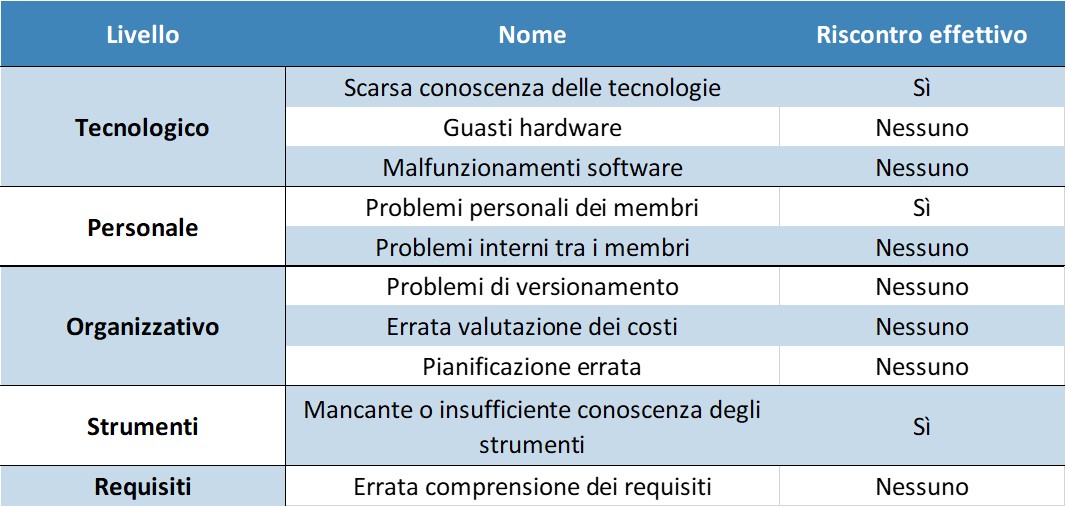 Livello Nome Riscontro effettivo
Tecnologico
Scarsa conoscenza delle tecnologie Sì
Guasti hardware Nessuno
Malfunzionamenti software Nessuno
Personale
Problemi personali dei membri Sì
Problemi interni tra i membri Nessuno
Organizzativo
Problemi di versionamento Nessuno
Errata valutazione dei costi Nessuno
Pianificazione errata Nessuno
Strumenti
Mancante o insufficiente conoscenza degli
strumenti
Sì
Requisiti Errata comprensione dei requisiti Nessuno